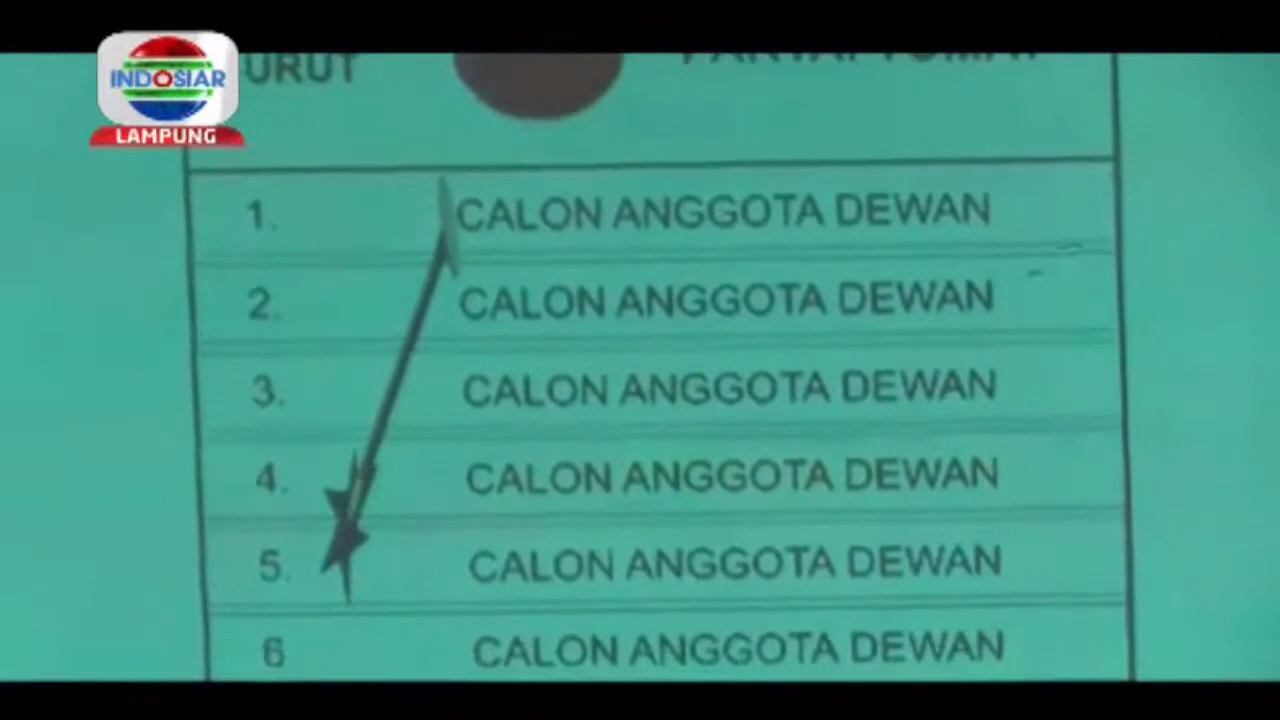 INDOSIAR
LAMPUNG
URUT
1. CALON ANGGOTA DEWAN
2. CALON ANGGOTA DEWAN
3. CALON ANGGOTA DEWAN
4. CALON ANGGOTA DEWAN
5. CALON ANGGOTA DEWAN
6 CALON ANGGOTA DEWAN